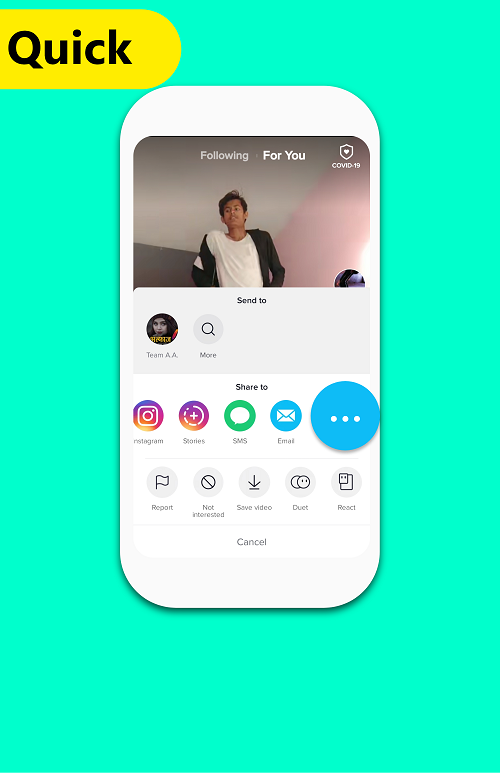 Quick
Following
For You
COVID-19
Send to
अल्फाज
Team A.A.
More
Share to
nstagram
Stories
SMS
Email
Report
Not
interested
Save video
Duet
React
Cancel